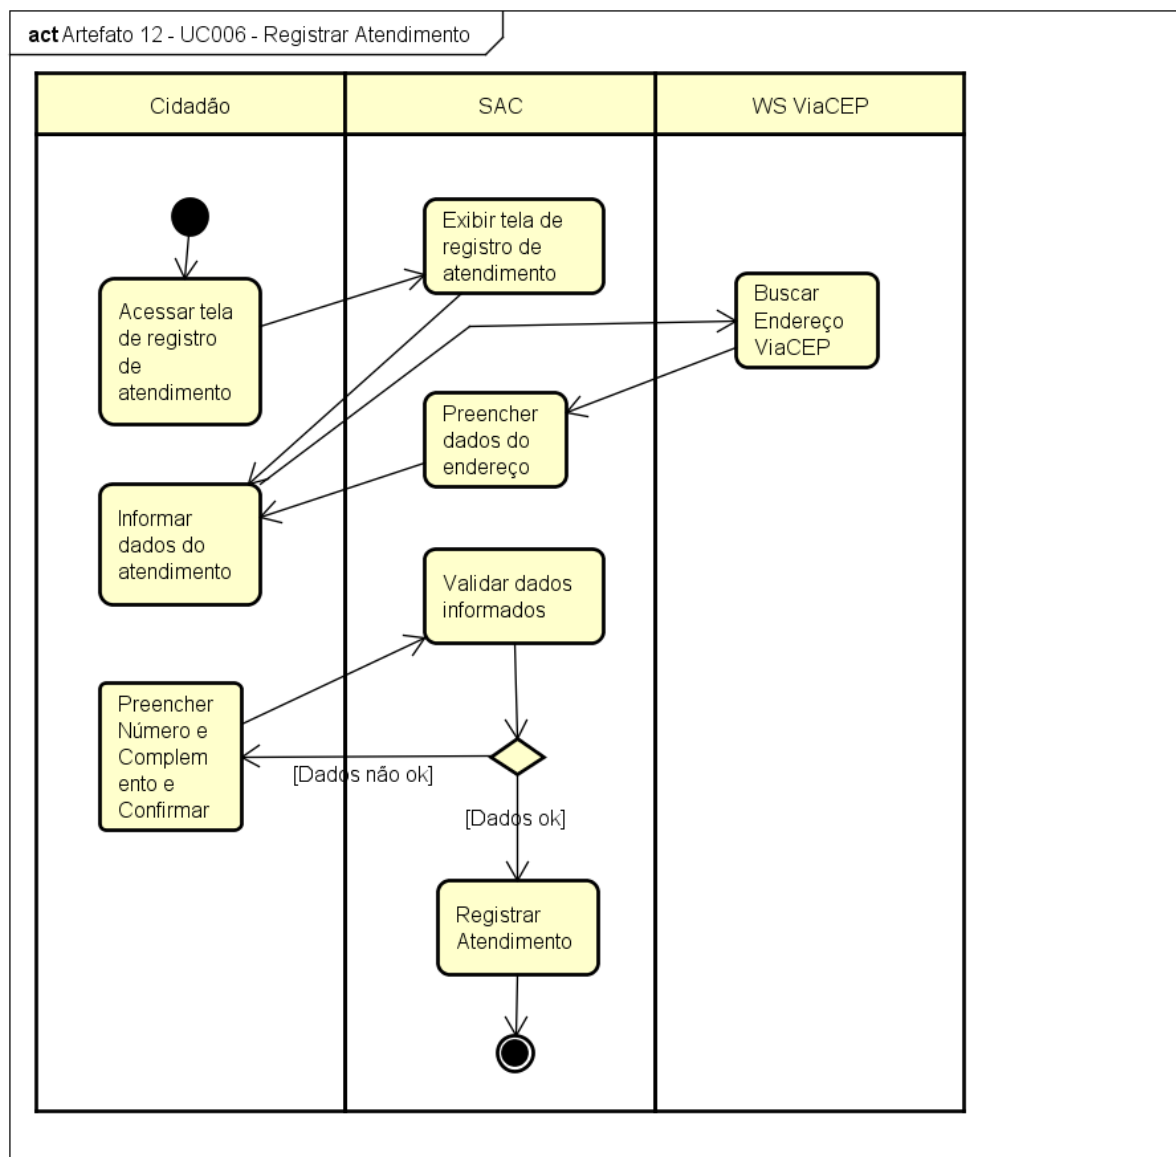 act Artefato 12 - UC006 - Registrar Atendimento
Cidadão
SAC
WS ViaCEP
Exibir tela de
registro de
atendimento
Acessar tela
de registro
de
atendimento
Buscar
Endereço
ViaCEP
Preencher
dados do
endereço
Informar
dados do
atendimento
Validar dados
informados
Preencher
Número e
Complem
ento e
Confirmar
[Dados não ok]
[Dados ok]
Registrar
Atendimento